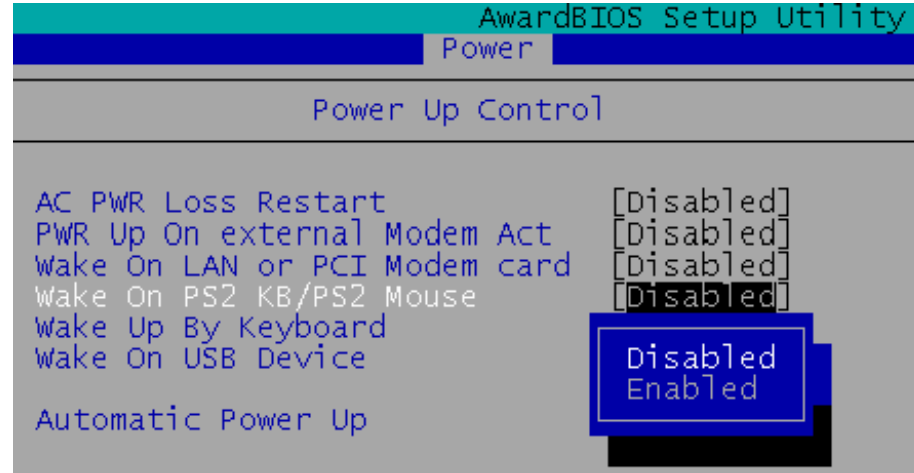 AwardBIOS Setup Utility
Power
Power Up Control
AC PWR Loss Restart [Disabled]
PWR Up On external Modem Act [Disabled]
Wake On LAN or PCI Modem card [Disabled]
Wake On PS2 KB/PS2 Mouse [Disabled]
Wake Up By Keyboard
Wake On USB Device Disabled
Enabled
Automatic Power Up